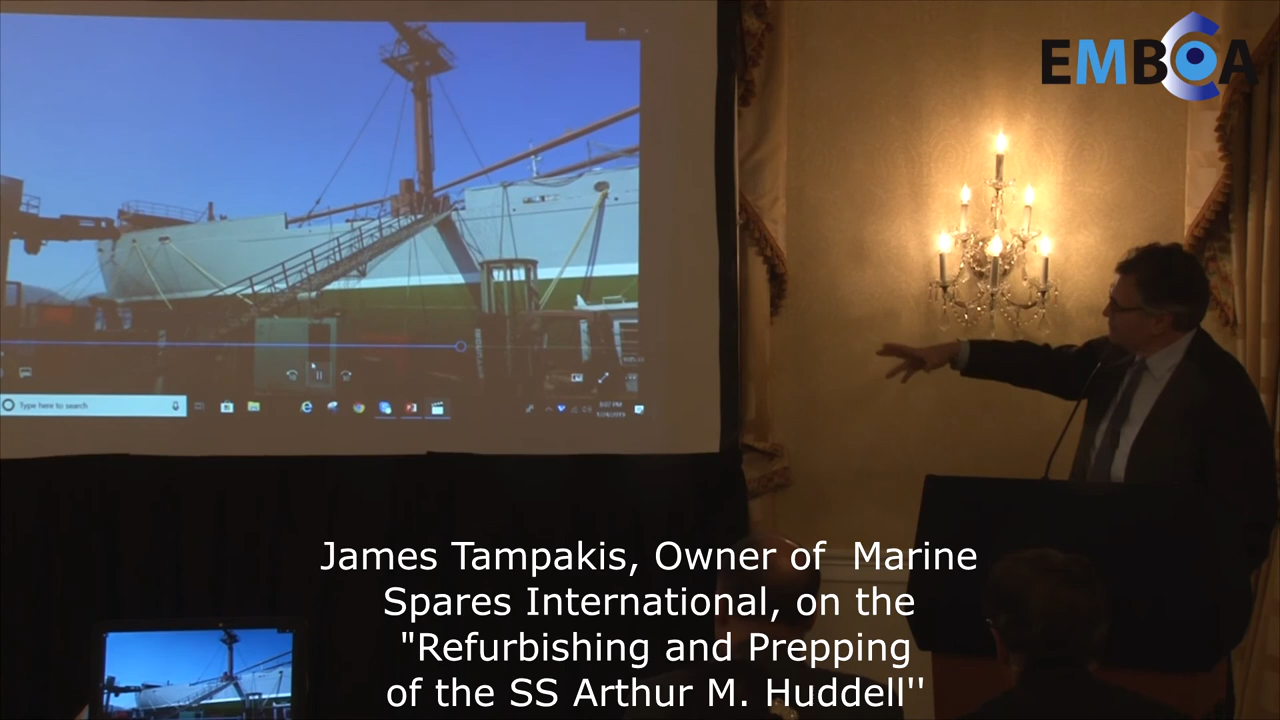 EMBCA
Type here to search
James Tampakis, Owner of  Marine
Spares International, on the
"Refurbishing and Prepping
of the SS Arthur M. Huddell''